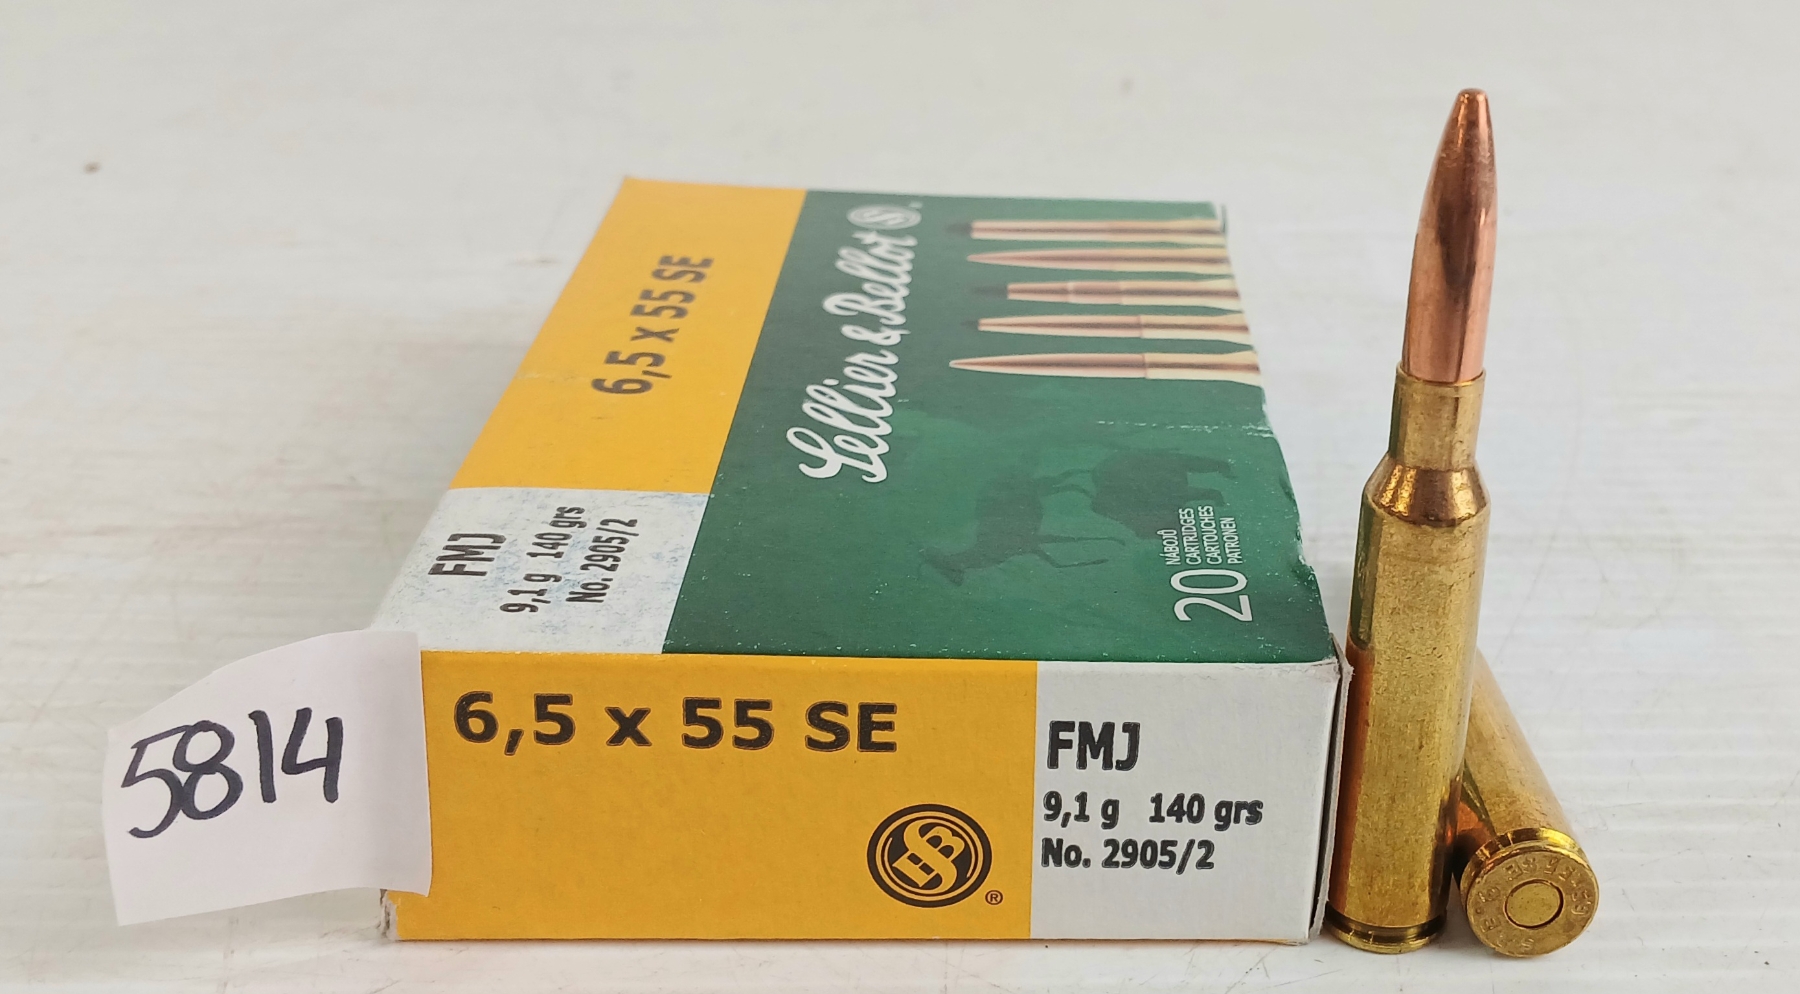 6,5 x 55 SE
Sellier & Bellot
FMJ
9,1 g 140 grs
No. 2905/2
20
NÁBOJŮ
CARTRIDGES
CARTOUCHES
PATRONEN
5814
6,5 x 55 SE
FMJ
9,1 g 140 grs
No. 2905/2
S&B
®